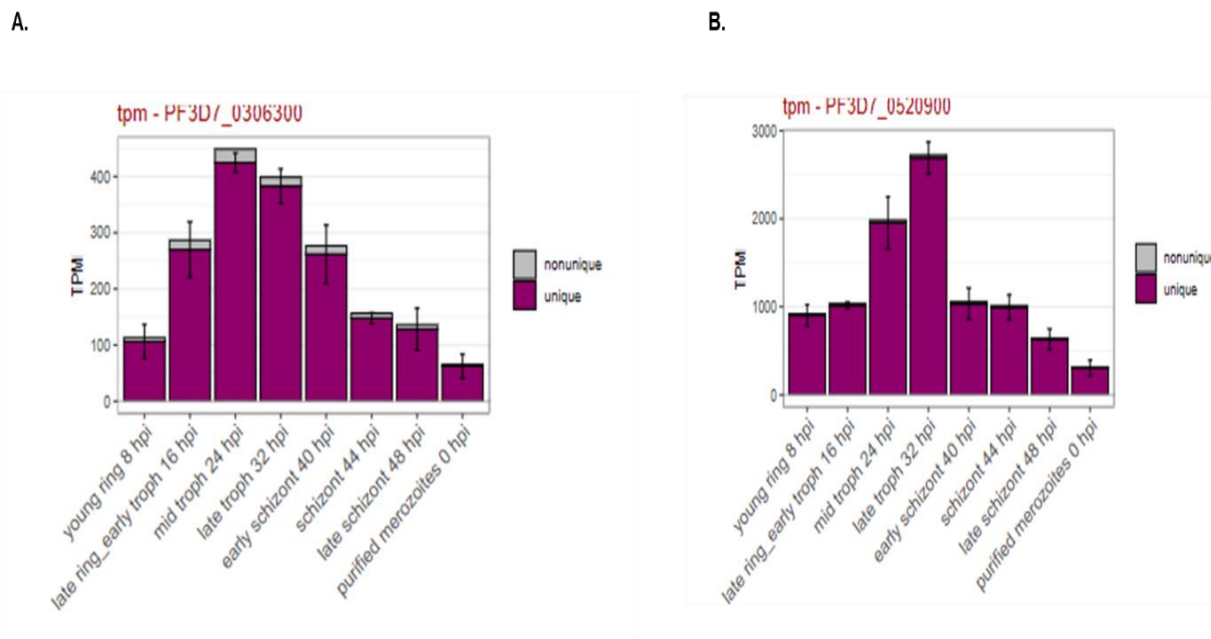 A.
B.
tpm - PF3D7_0306300
TPM
400
300
200
100
0
young ring 8 hpi
late ring_early troph 16 hpi
mid troph 24 hpi
late troph 32 hpi
early schizont 40 hpi
schizont 44 hpi
late schizont 48 hpi
purified merozoites 0 hpi
nonunique
unique
tpm - PF3D7_0520900
TPM
3000
2000
1000
0
young ring 8 hpi
late ring_early troph 16 hpi
mid troph 24 hpi
late troph 32 hpi
early schizont 40 hpi
schizont 44 hpi
late schizont 48 hpi
purified merozoites 0 hpi
nonunique
unique